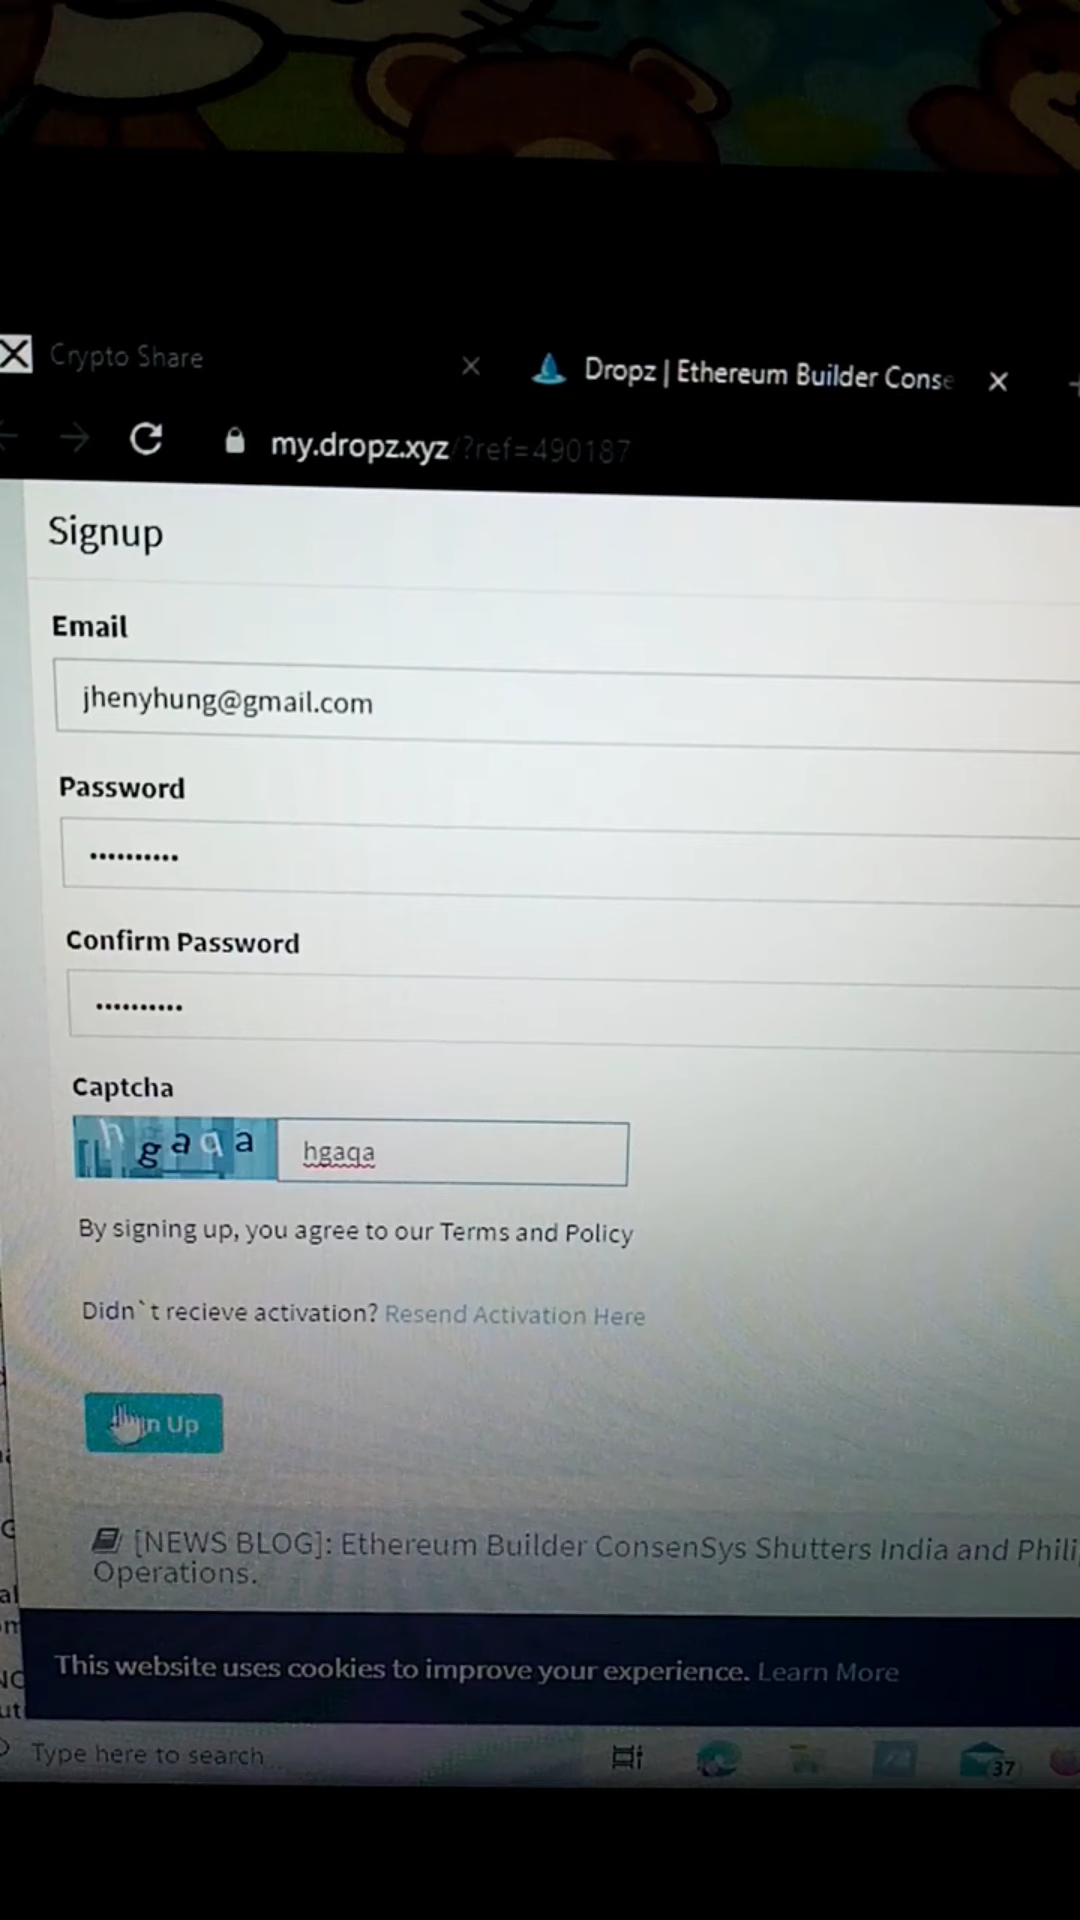 Crypto Share
Dropz | Ethereum Builder Conse
my.dropz.xyz/?ref=490187
Signup
Email
jhenyhung@gmail.com
Password
••••••••••
Confirm Password
••••••••••
Captcha
hgaqa hgaqa
By signing up, you agree to our Terms and Policy
Didn`t recieve activation? Resend Activation Here
n Up
[NEWS BLOG]: Ethereum Builder ConsenSys Shutters India and Phili
Operations.
This website uses cookies to improve your experience. Learn More
Type here to search
37